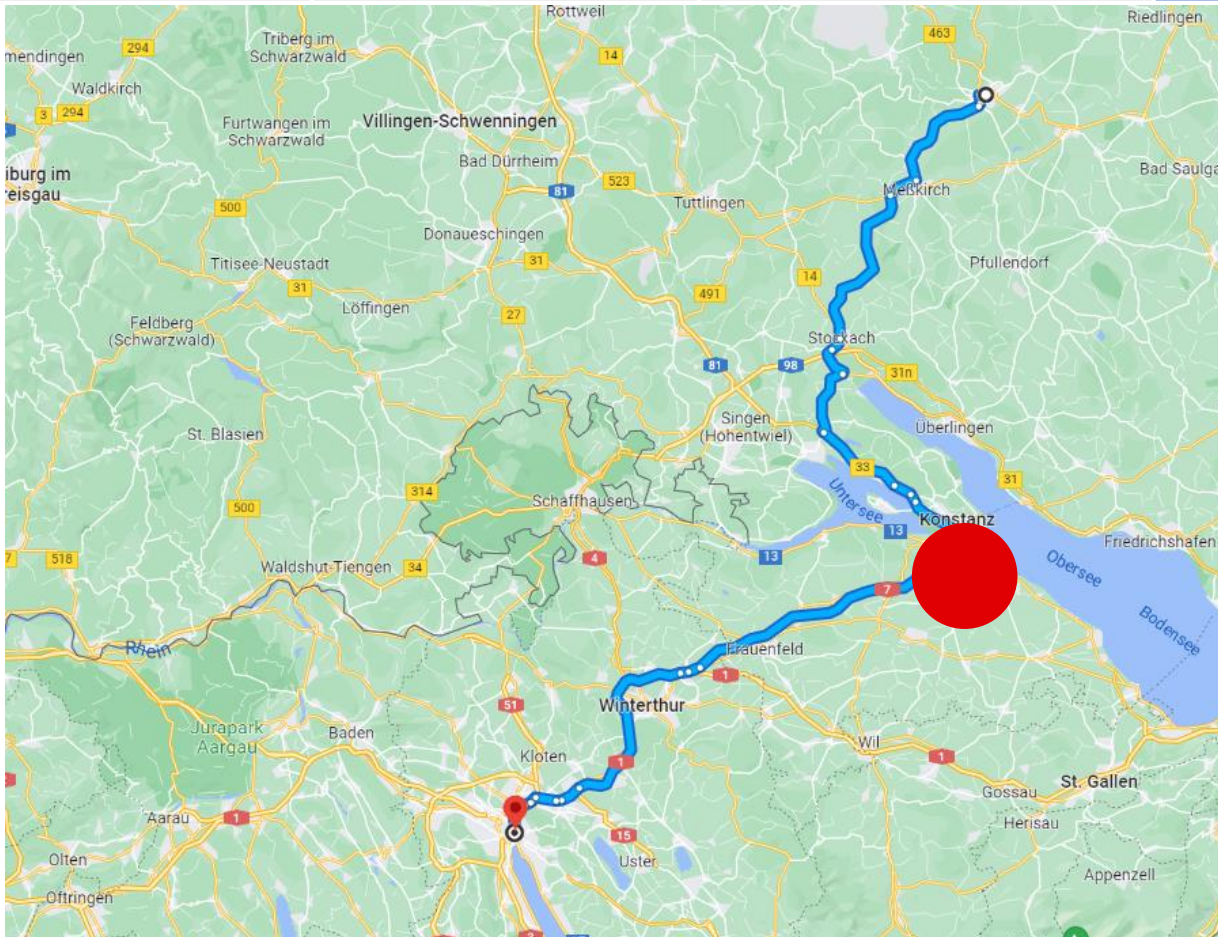 Rottweil
Riedlingen
463
Triberg im
Schwarzwald
294
14
mendingen
Waldkirch
3
294
Furtwangen im
Schwarzwald
Villingen-Schwenningen
Bad Dürrheim
iburg im
reisgau
81
523
Meßkirch
Bad Saulga
500
Tuttlingen
Donaueschingen
Titisee-Neustadt
31
31
14
Pfullendorf
491
Löffingen
27
Feldberg
(Schwarzwald)
Stockach
81
98
31n
Singen
(Hohentwiel)
Überlingen
St. Blasien
33
31
314
Untersee
Schaffhausen
500
Konstanz
13
Friedrichshafen
7
518
4
13
Obersee
Waldshut-Tiengen
34
7
Bodensee
Rhein
Frauenfeld
1
51
Winterthur
Jurapark
Aargau
Baden
Kloten
1
Wil
1
St. Gallen
Gossau
Aarau
1
Herisau
15
Olten
Uster
Appenzell
Oftringen
3